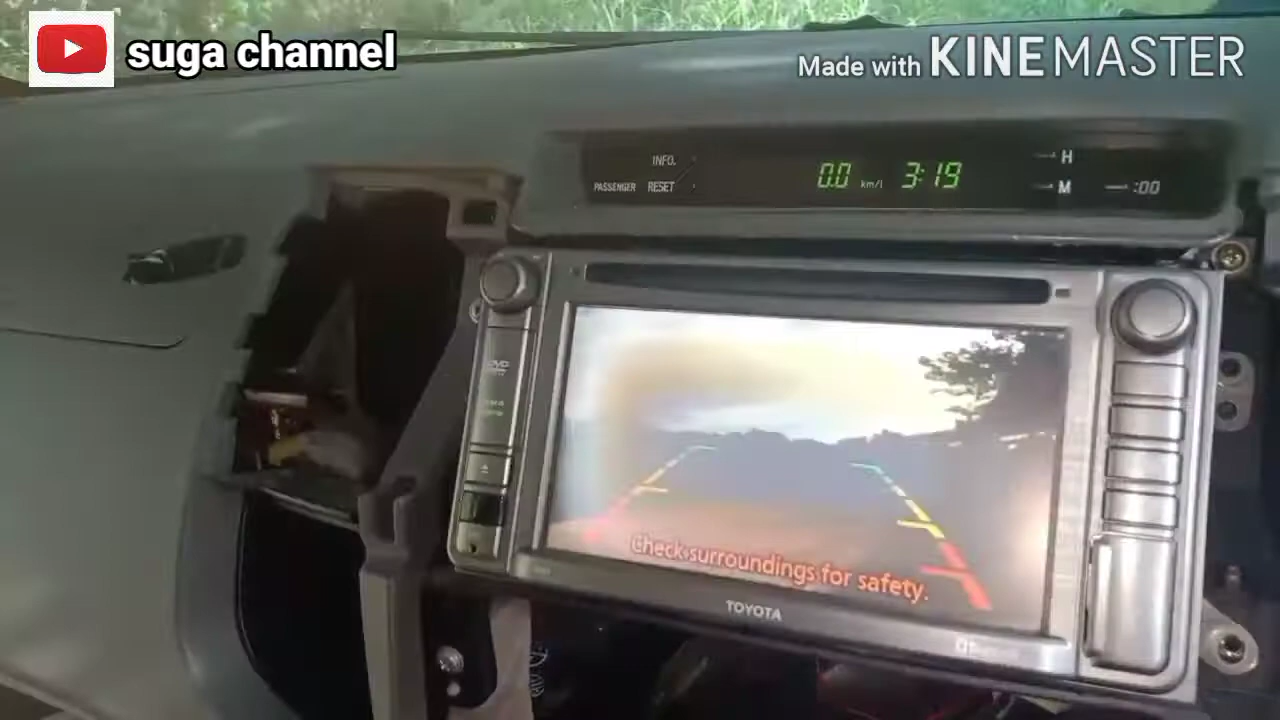 suga channel
Made with KINEMASTER
INFO.
PASSENGER RESET
0.0 km/l 3:19
H
M
:00
DVD
Check surroundings for safety.
TOYOTA